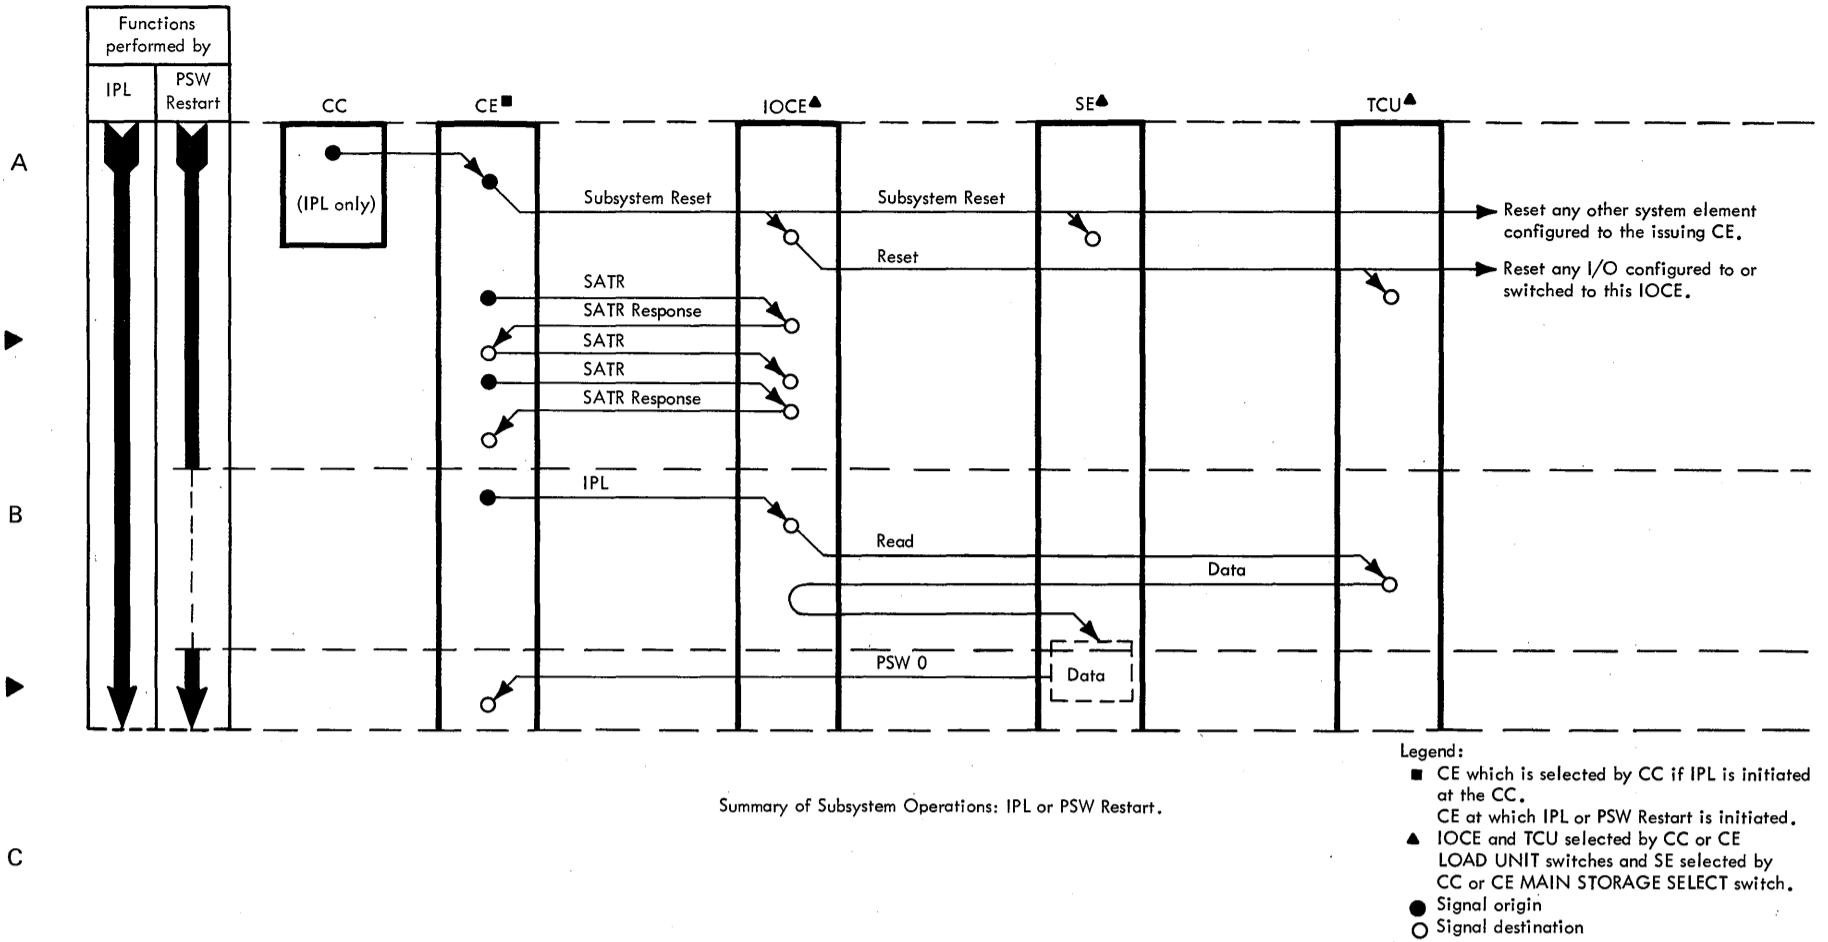 Functions
performed by
IPL
PSW
Restart
CC
CE
IOCE
SE
TCU
A
(IPL only)
Subsystem Reset
Subsystem Reset
Reset any other system element
configured to the issuing CE.
Reset
Reset any I/O configured to or
switched to this IOCE.
SATR
SATR Response
SATR
SATR
SATR Response
B
IPL
Read
Data
PSW 0
Data
Summary of Subsystem Operations: IPL or PSW Restart.
Legend:
CE which is selected by CC if IPL is initiated
at the CC.
CE at which IPL or PSW Restart is initiated.
IOCE and TCU selected by CC or CE
LOAD UNIT switches and SE selected by
CC or CE MAIN STORAGE SELECT switch.
Signal origin
Signal destination
C